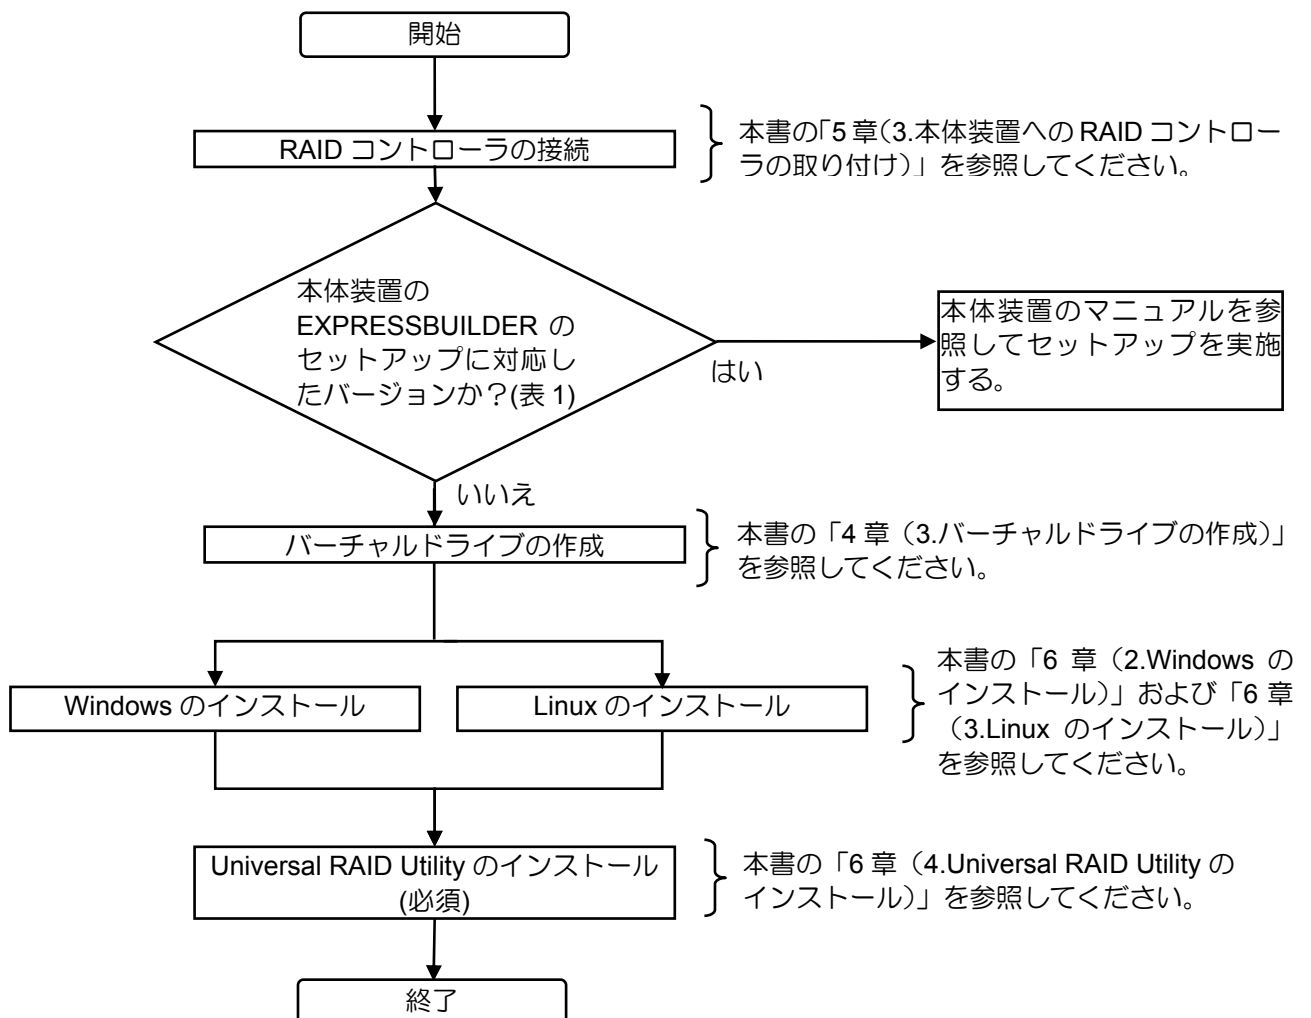 開始
RAID コントローラの接続
本書の「5 章(3.本体装置への RAID コントロー
ラの取り付け)」を参照してください。
本体装置の
EXPRESSBUILDER の
セットアップに対応し
たバージョンか?(表 1)
はい
本体装置のマニュアルを参
照してセットアップを実施
する。
いいえ
バーチャルドライブの作成
本書の「4 章(3.バーチャルドライブの作成)」
を参照してください。
Windows のインストール
Linux のインストール
本書の「6 章(2.Windows の
インストール)」および「6 章
(3.Linux のインストール)」
を参照してください。
Universal RAID Utility のインストール
(必須)
本書の「6 章(4.Universal RAID Utility の
インストール)」を参照してください。
終了